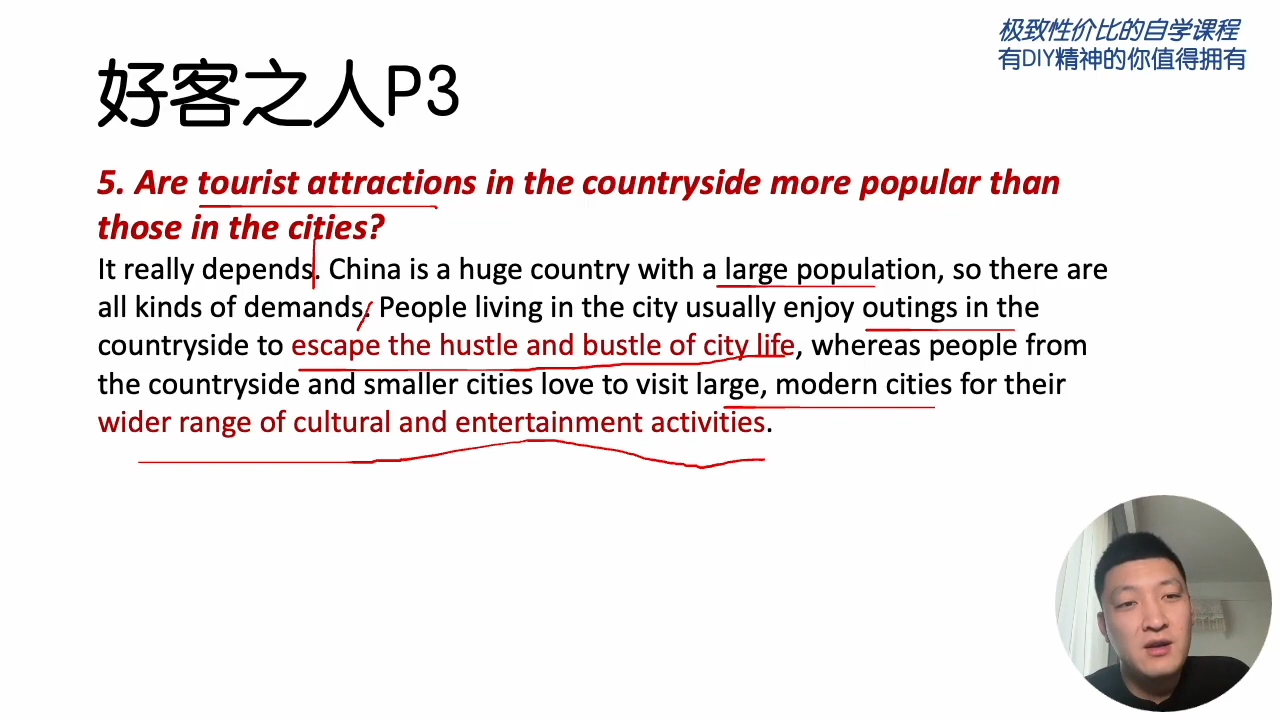 极致性价比的自学课程
有DIY精神的你值得拥有
好客之人P3
5. Are tourist attractions in the countryside more popular than
those in the cities?
It really depends. China is a huge country with a large population, so there are
all kinds of demands. People living in the city usually enjoy outings in the
countryside to escape the hustle and bustle of city life, whereas people from
the countryside and smaller cities love to visit large, modern cities for their
wider range of cultural and entertainment activities.